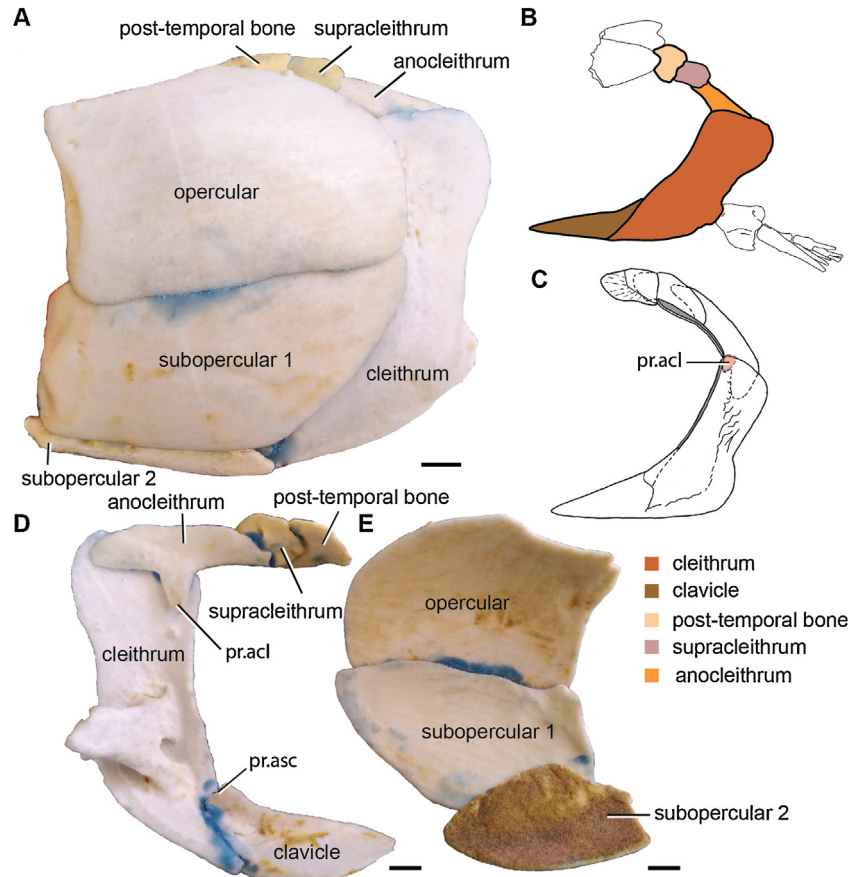 A
post-temporal bone
supracleithrum
anocleithrum
opercular
subopercular 1
cleithrum
subopercular 2
B
C
pr.acl
D
anocleithrum
post-temporal bone
supracleithrum
cleithrum
pr.acl
pr.asc
clavicle
E
opercular
subopercular 1
subopercular 2
cleithrum
clavicle
post-temporal bone
supracleithrum
anocleithrum